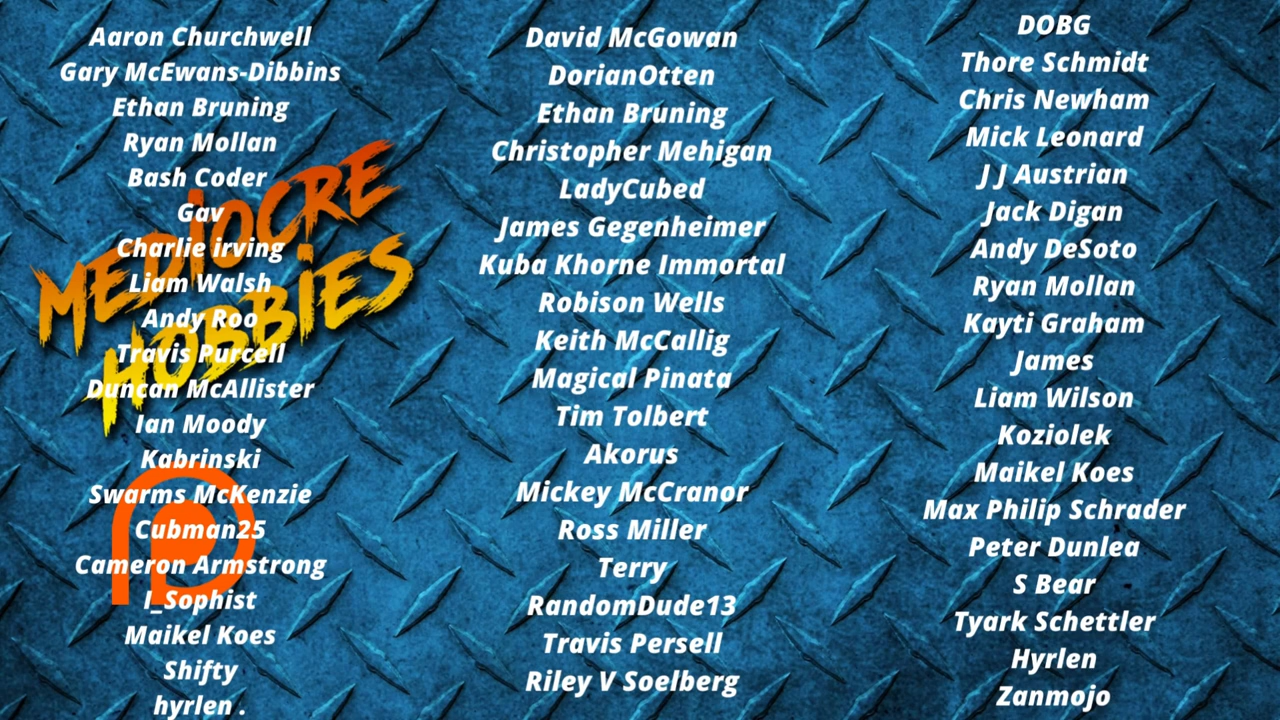 Aaron Churchwell
Gary McEwans-Dibbins
Ethan Bruning
Ryan Mollan
Bash Coder
Gav
Charlie irving
Liam Walsh
Andy Roo
Travis Purcell
Duncan McAllister
Ian Moody
Kabrinski
Swarms McKenzie
Cubman25
Cameron Armstrong
I_Sophist
Maikel Koes
Shifty
hyrlen .
MEDIOCRE
HOBBIES
David McGowan
DorianOtten
Ethan Bruning
Christopher Mehigan
LadyCubed
James Gegenheimer
Kuba Khorne Immortal
Robison Wells
Keith McCallig
Magical Pinata
Tim Tolbert
Akorus
Mickey McCranor
Ross Miller
Terry
RandomDude13
Travis Persell
Riley V Soelberg
DOBG
Thore Schmidt
Chris Newham
Mick Leonard
J J Austrian
Jack Digan
Andy DeSoto
Ryan Mollan
Kayti Graham
James
Liam Wilson
Koziolek
Maikel Koes
Max Philip Schrader
Peter Dunlea
S Bear
Tyark Schettler
Hyrlen
Zanmojo